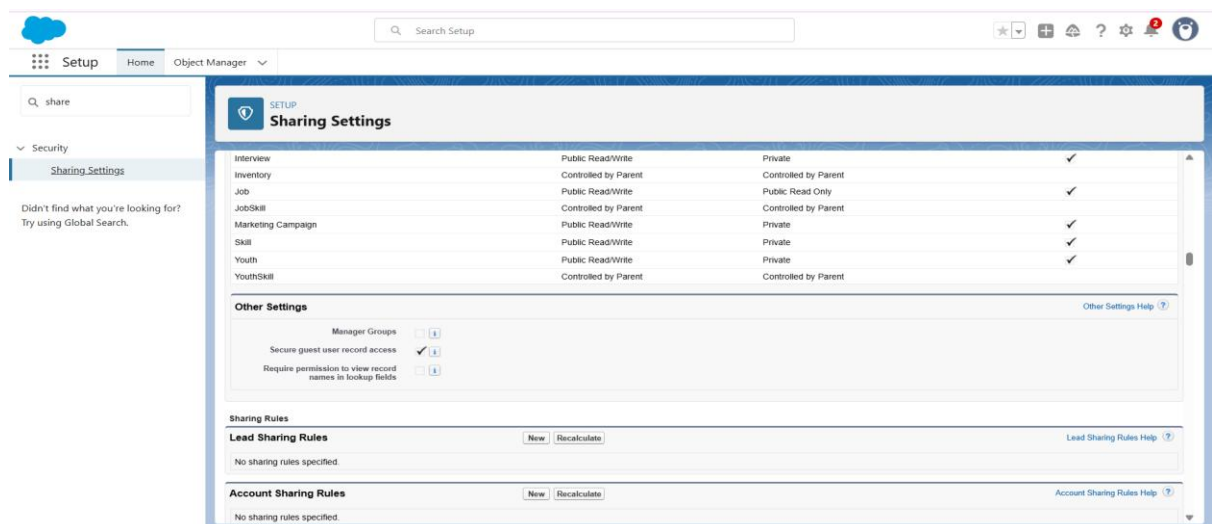 Search Setup
2
Setup Home Object Manager
share
SETUP
Sharing Settings
Security
Sharing Settings
Didn't find what you're looking for?
Try using Global Search.
Interview Public Read/Write Private
Inventory Controlled by Parent Controlled by Parent
Job Public Read/Write Public Read Only
JobSkill Controlled by Parent Controlled by Parent
Marketing Campaign Public Read/Write Private
Skill Public Read/Write Private
Youth Public Read/Write Private
YouthSkill Controlled by Parent Controlled by Parent
Other Settings Other Settings Help ?
Manager Groups i
Secure guest user record access i
Require permission to view record
names in lookup fields i
Sharing Rules
Lead Sharing Rules New Recalculate Lead Sharing Rules Help ?
No sharing rules specified.
Account Sharing Rules New Recalculate Account Sharing Rules Help ?
No sharing rules specified.